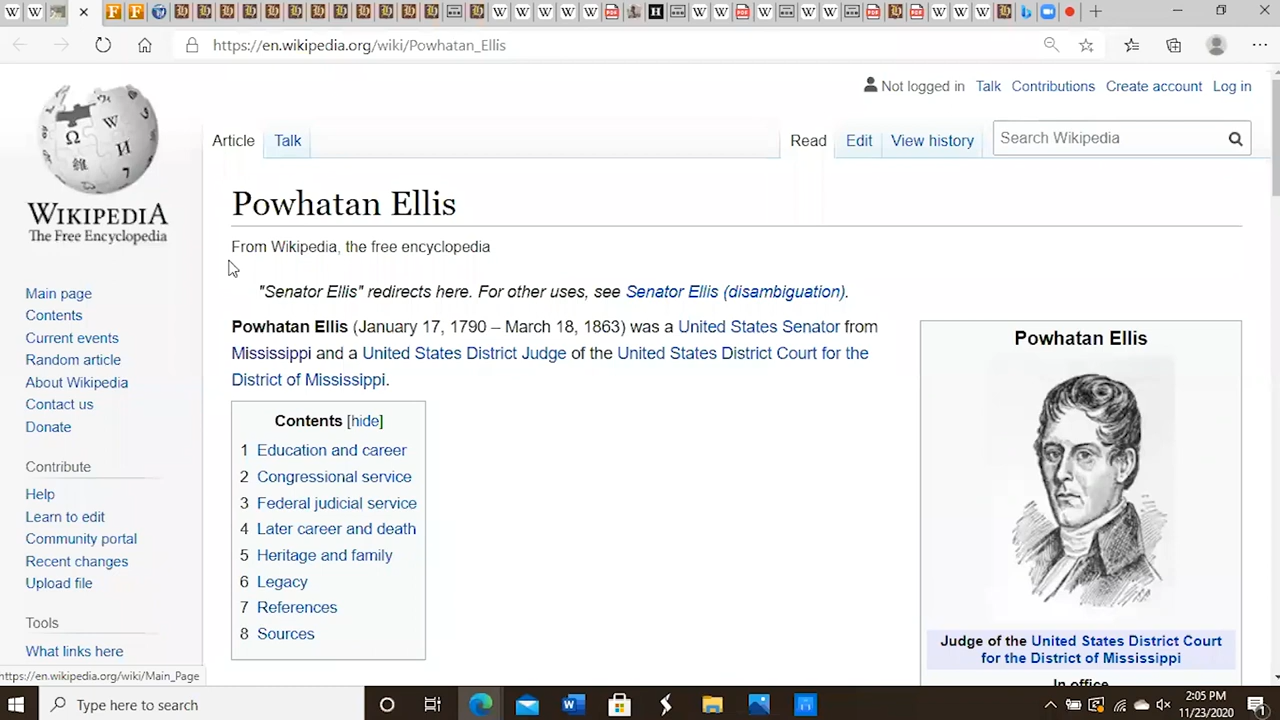 https://en.wikipedia.org/wiki/Powhatan_Ellis
Not logged in Talk Contributions Create account Log in
Article Talk Read Edit View history Search Wikipedia
WIKIPEDIA
The Free Encyclopedia
Main page
Contents
Current events
Random article
About Wikipedia
Contact us
Donate
Contribute
Help
Learn to edit
Community portal
Recent changes
Upload file
Tools
What links here
Powhatan Ellis
From Wikipedia, the free encyclopedia
"Senator Ellis" redirects here. For other uses, see Senator Ellis (disambiguation).
Powhatan Ellis (January 17, 1790 – March 18, 1863) was a United States Senator from
Mississippi and a United States District Judge of the United States District Court for the
District of Mississippi.
Contents [hide]
1 Education and career
2 Congressional service
3 Federal judicial service
4 Later career and death
5 Heritage and family
6 Legacy
7 References
8 Sources
Powhatan Ellis
Judge of the United States District Court
for the District of Mississippi
In office
https://en.wikipedia.org/wiki/Main_Page
Type here to search
2:05 PM
11/23/2020